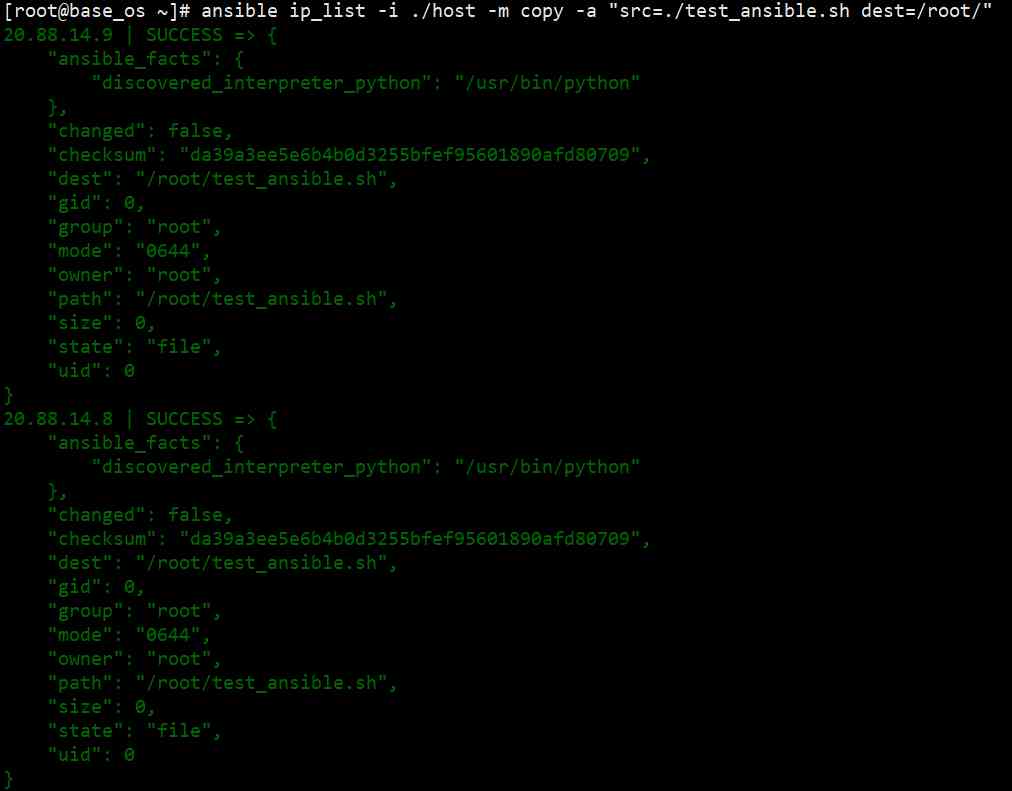 [root@base_os ~]# ansible ip_list -i ./host -m copy -a "src=./test_ansible.sh dest=/root/"
20.88.14.9 | SUCCESS => {
    "ansible_facts": {
        "discovered_interpreter_python": "/usr/bin/python"
    },
    "changed": false,
    "checksum": "da39a3ee5e6b4b0d3255bfef95601890afd80709",
    "dest": "/root/test_ansible.sh",
    "gid": 0,
    "group": "root",
    "mode": "0644",
    "owner": "root",
    "path": "/root/test_ansible.sh",
    "size": 0,
    "state": "file",
    "uid": 0
}
20.88.14.8 | SUCCESS => {
    "ansible_facts": {
        "discovered_interpreter_python": "/usr/bin/python"
    },
    "changed": false,
    "checksum": "da39a3ee5e6b4b0d3255bfef95601890afd80709",
    "dest": "/root/test_ansible.sh",
    "gid": 0,
    "group": "root",
    "mode": "0644",
    "owner": "root",
    "path": "/root/test_ansible.sh",
    "size": 0,
    "state": "file",
    "uid": 0
}